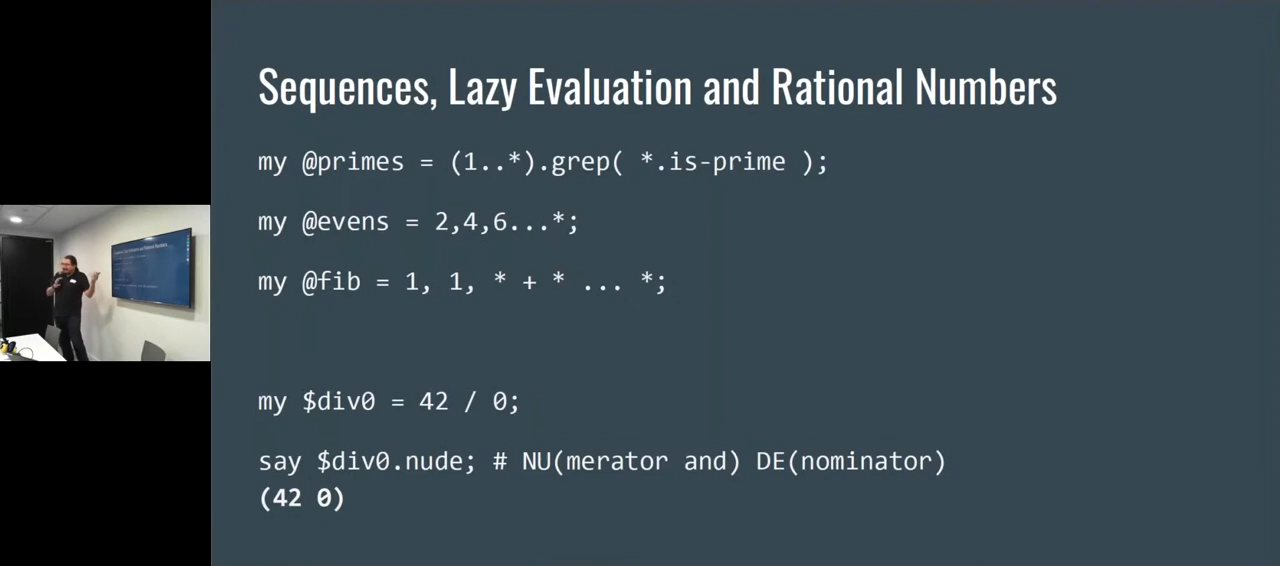 Sequences, Lazy Evaluation and Rational Numbers
my @primes = (1..*).grep( *.is-prime );
my @evens = 2,4,6...*;
my @fib = 1, 1, * + * ... *;
my $div0 = 42 / 0;
say $div0.nude; # NU(merator and) DE(nominator)
(42 0)